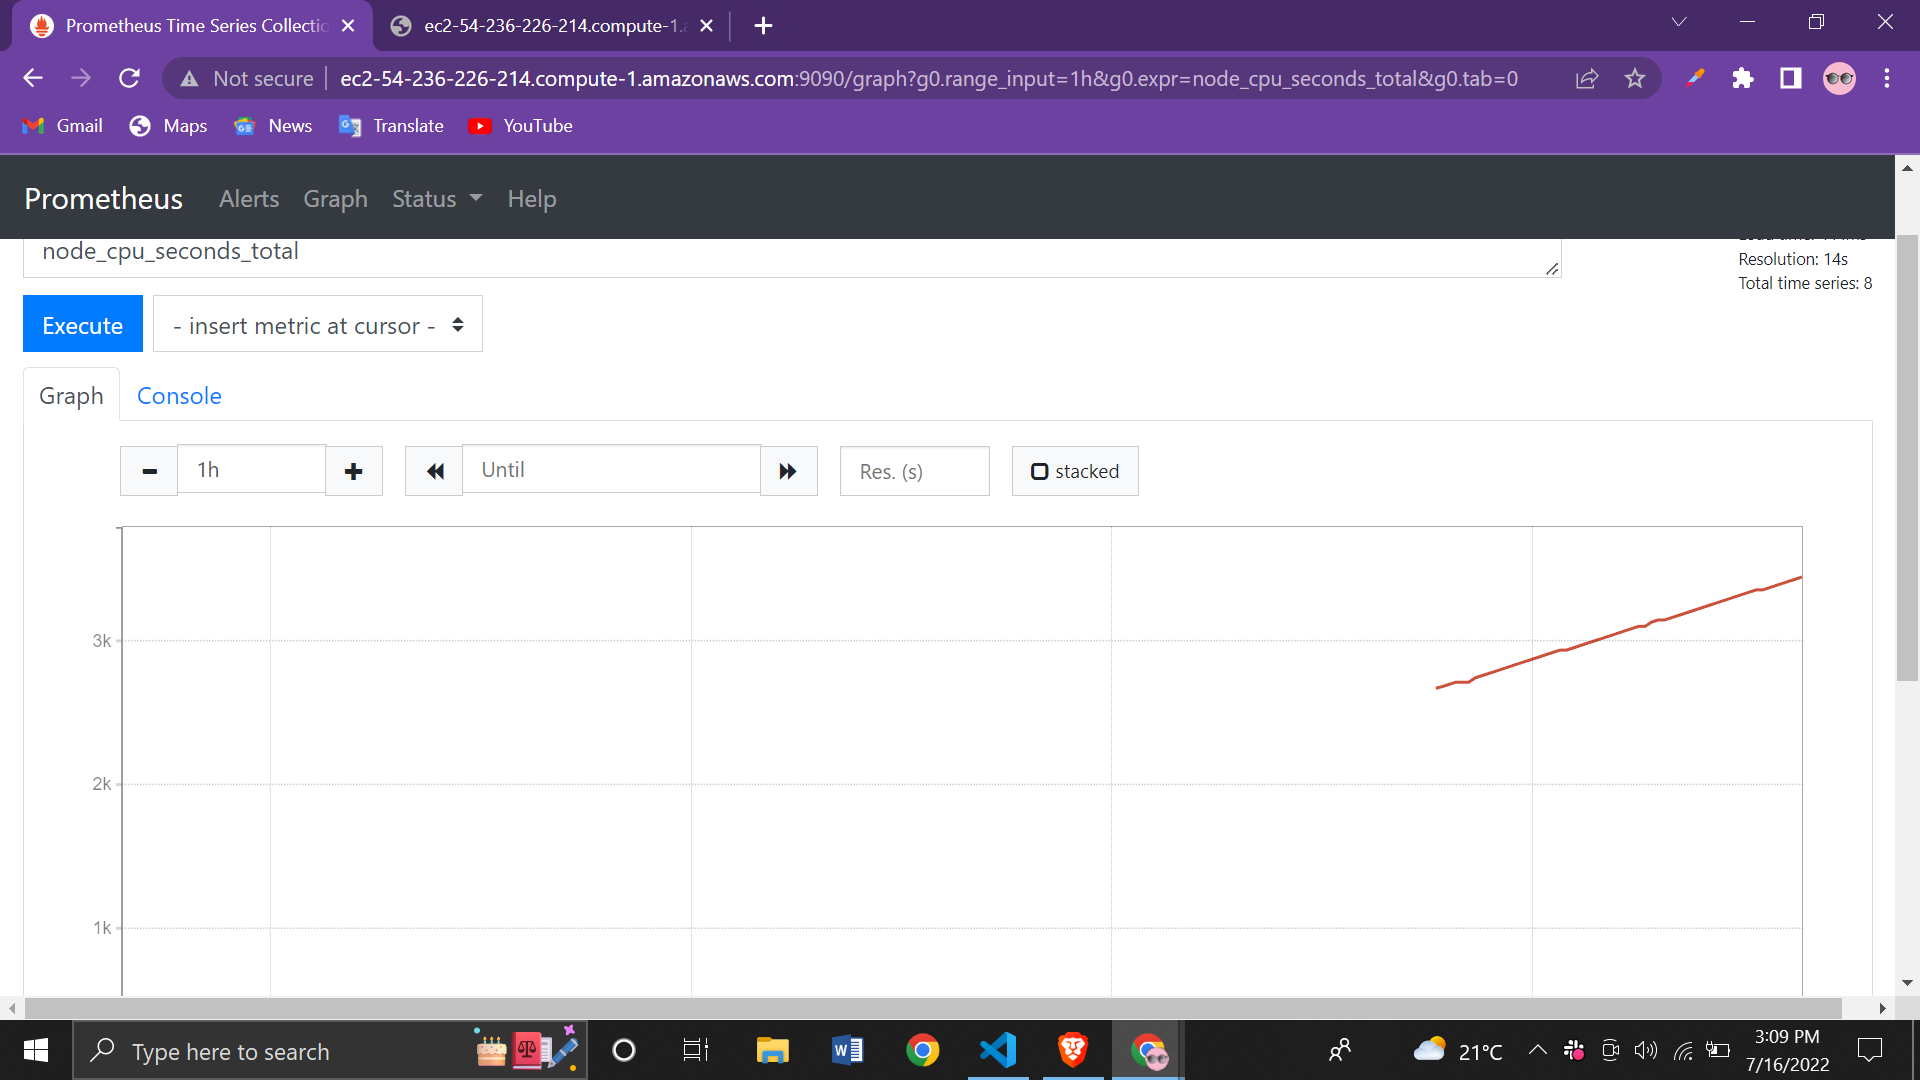 Prometheus Time Series Collectio
ec2-54-236-226-214.compute-1.a
Not secure
ec2-54-236-226-214.compute-1.amazonaws.com:9090/graph?g0.range_input=1h&g0.expr=node_cpu_seconds_total&g0.tab=0
Gmail
Maps
News
Translate
YouTube
Prometheus
Alerts
Graph
Status
Help
node_cpu_seconds_total
Resolution: 14s
Total time series: 8
Execute
- insert metric at cursor -
Graph
Console
1h
Until
Res. (s)
stacked
3k
2k
1k
Type here to search
21°C
3:09 PM
7/16/2022